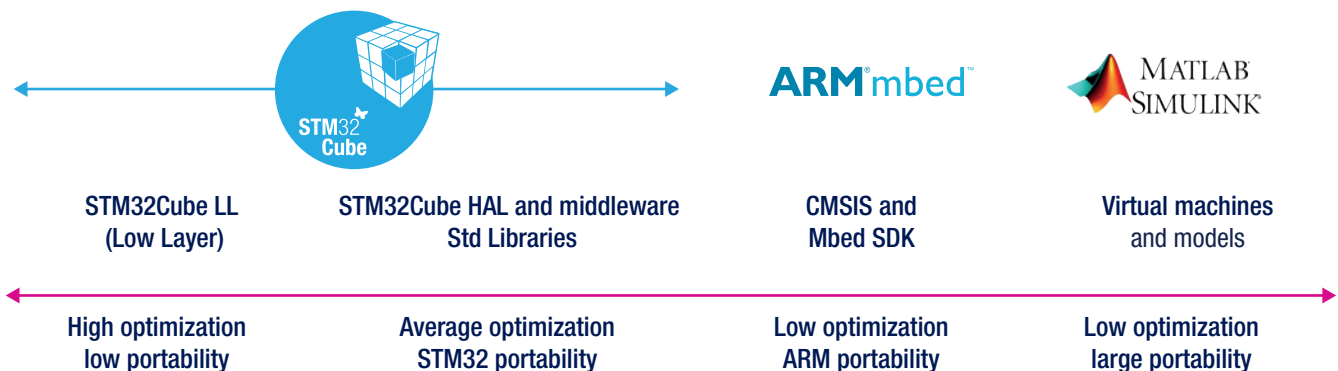 STM32
Cube
ARM® mbed™
MATLAB®
SIMULINK®
STM32Cube LL
(Low Layer)
STM32Cube HAL and middleware
Std Libraries
CMSIS and
Mbed SDK
Virtual machines
and models
High optimization
low portability
Average optimization
STM32 portability
Low optimization
ARM portability
Low optimization
large portability